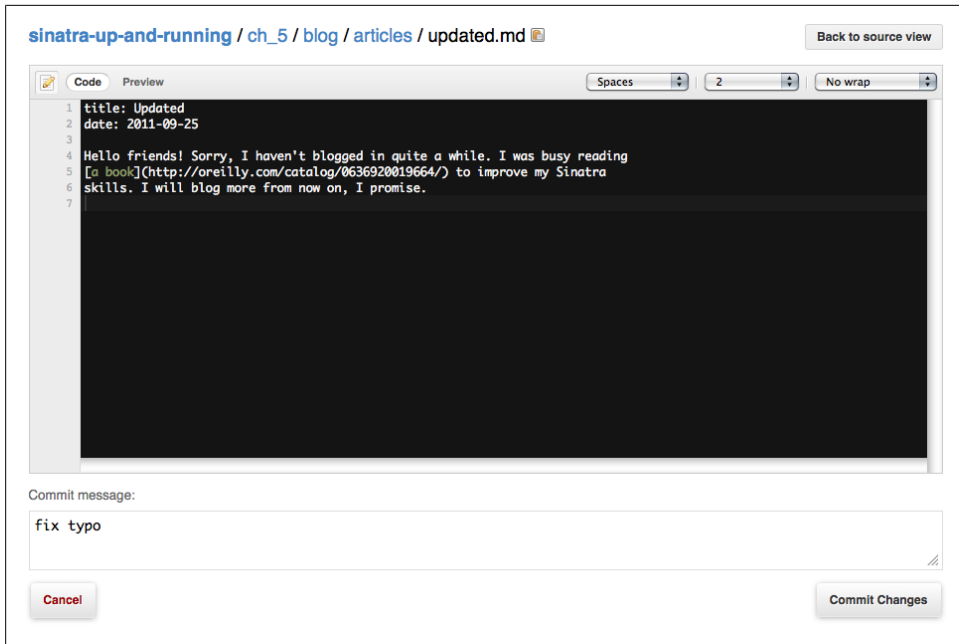 sinatra-up-and-running / ch_5 / blog / articles / updated.md
Back to source view
Code Preview Spaces 2 No wrap
1 title: Updated
2 date: 2011-09-25
3
4 Hello friends! Sorry, I haven't blogged in quite a while. I was busy reading
5 [a book](http://oreilly.com/catalog/0636920019664/) to improve my Sinatra
6 skills. I will blog more from now on, I promise.
7
Commit message:
fix typo
Cancel Commit Changes